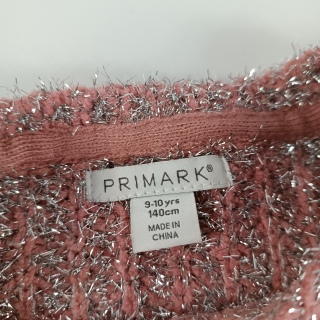 PRIMARK®
9-10 yrs
140cm
MADE IN
CHINA